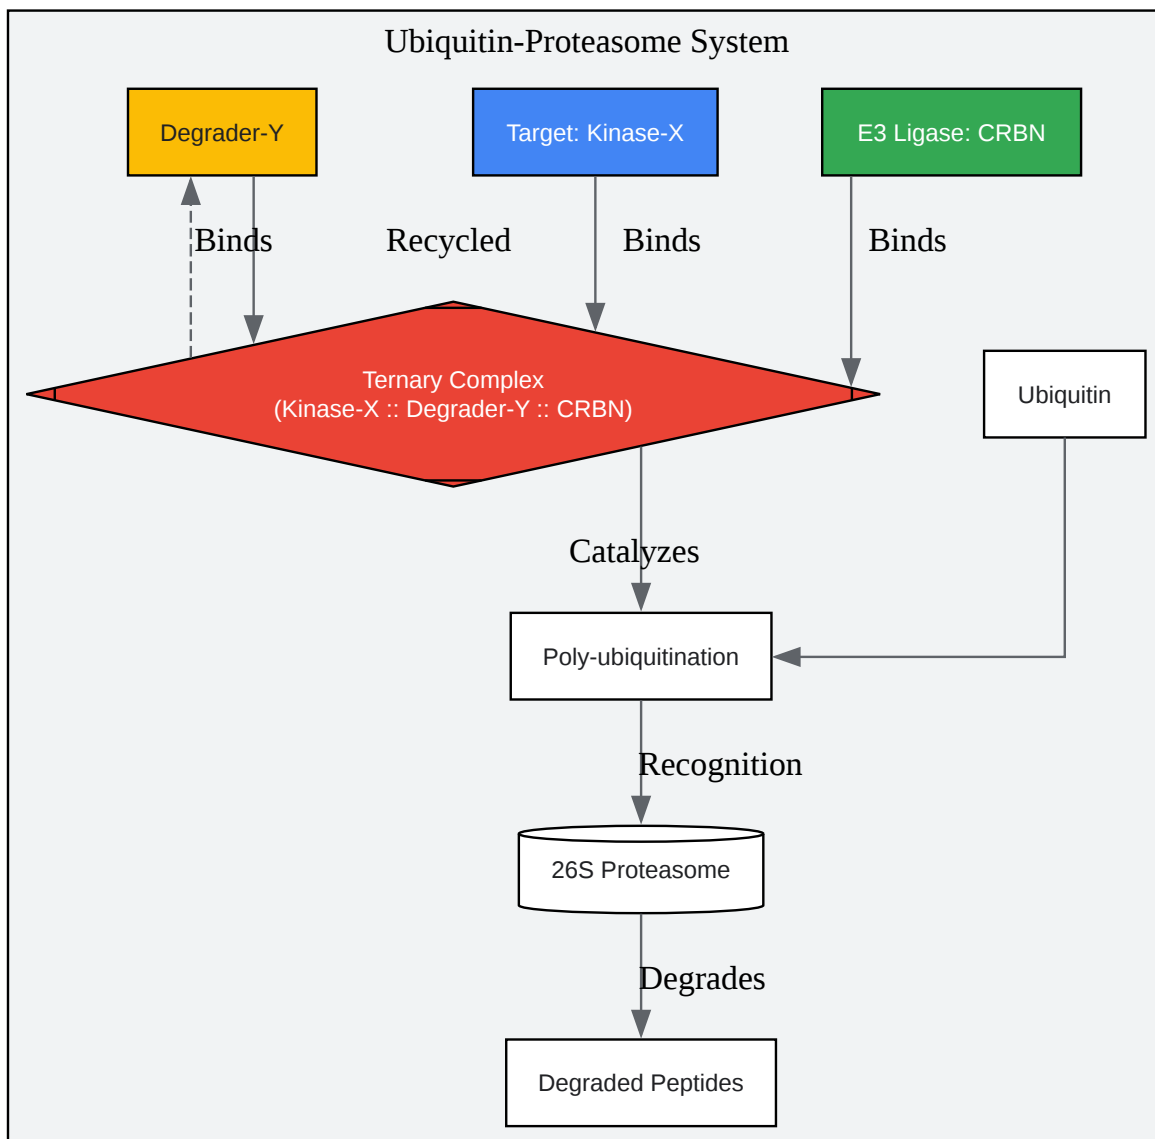 Ubiquitin-Proteasome System
Degrader-Y
Target: Kinase-X
E3 Ligase: CRBN
Binds
Recycled
Binds
Binds
Ternary Complex
(Kinase-X :: Degrader-Y :: CRBN)
Ubiquitin
Catalyzes
Poly-ubiquitination
Recognition
26S Proteasome
Degrades
Degraded Peptides